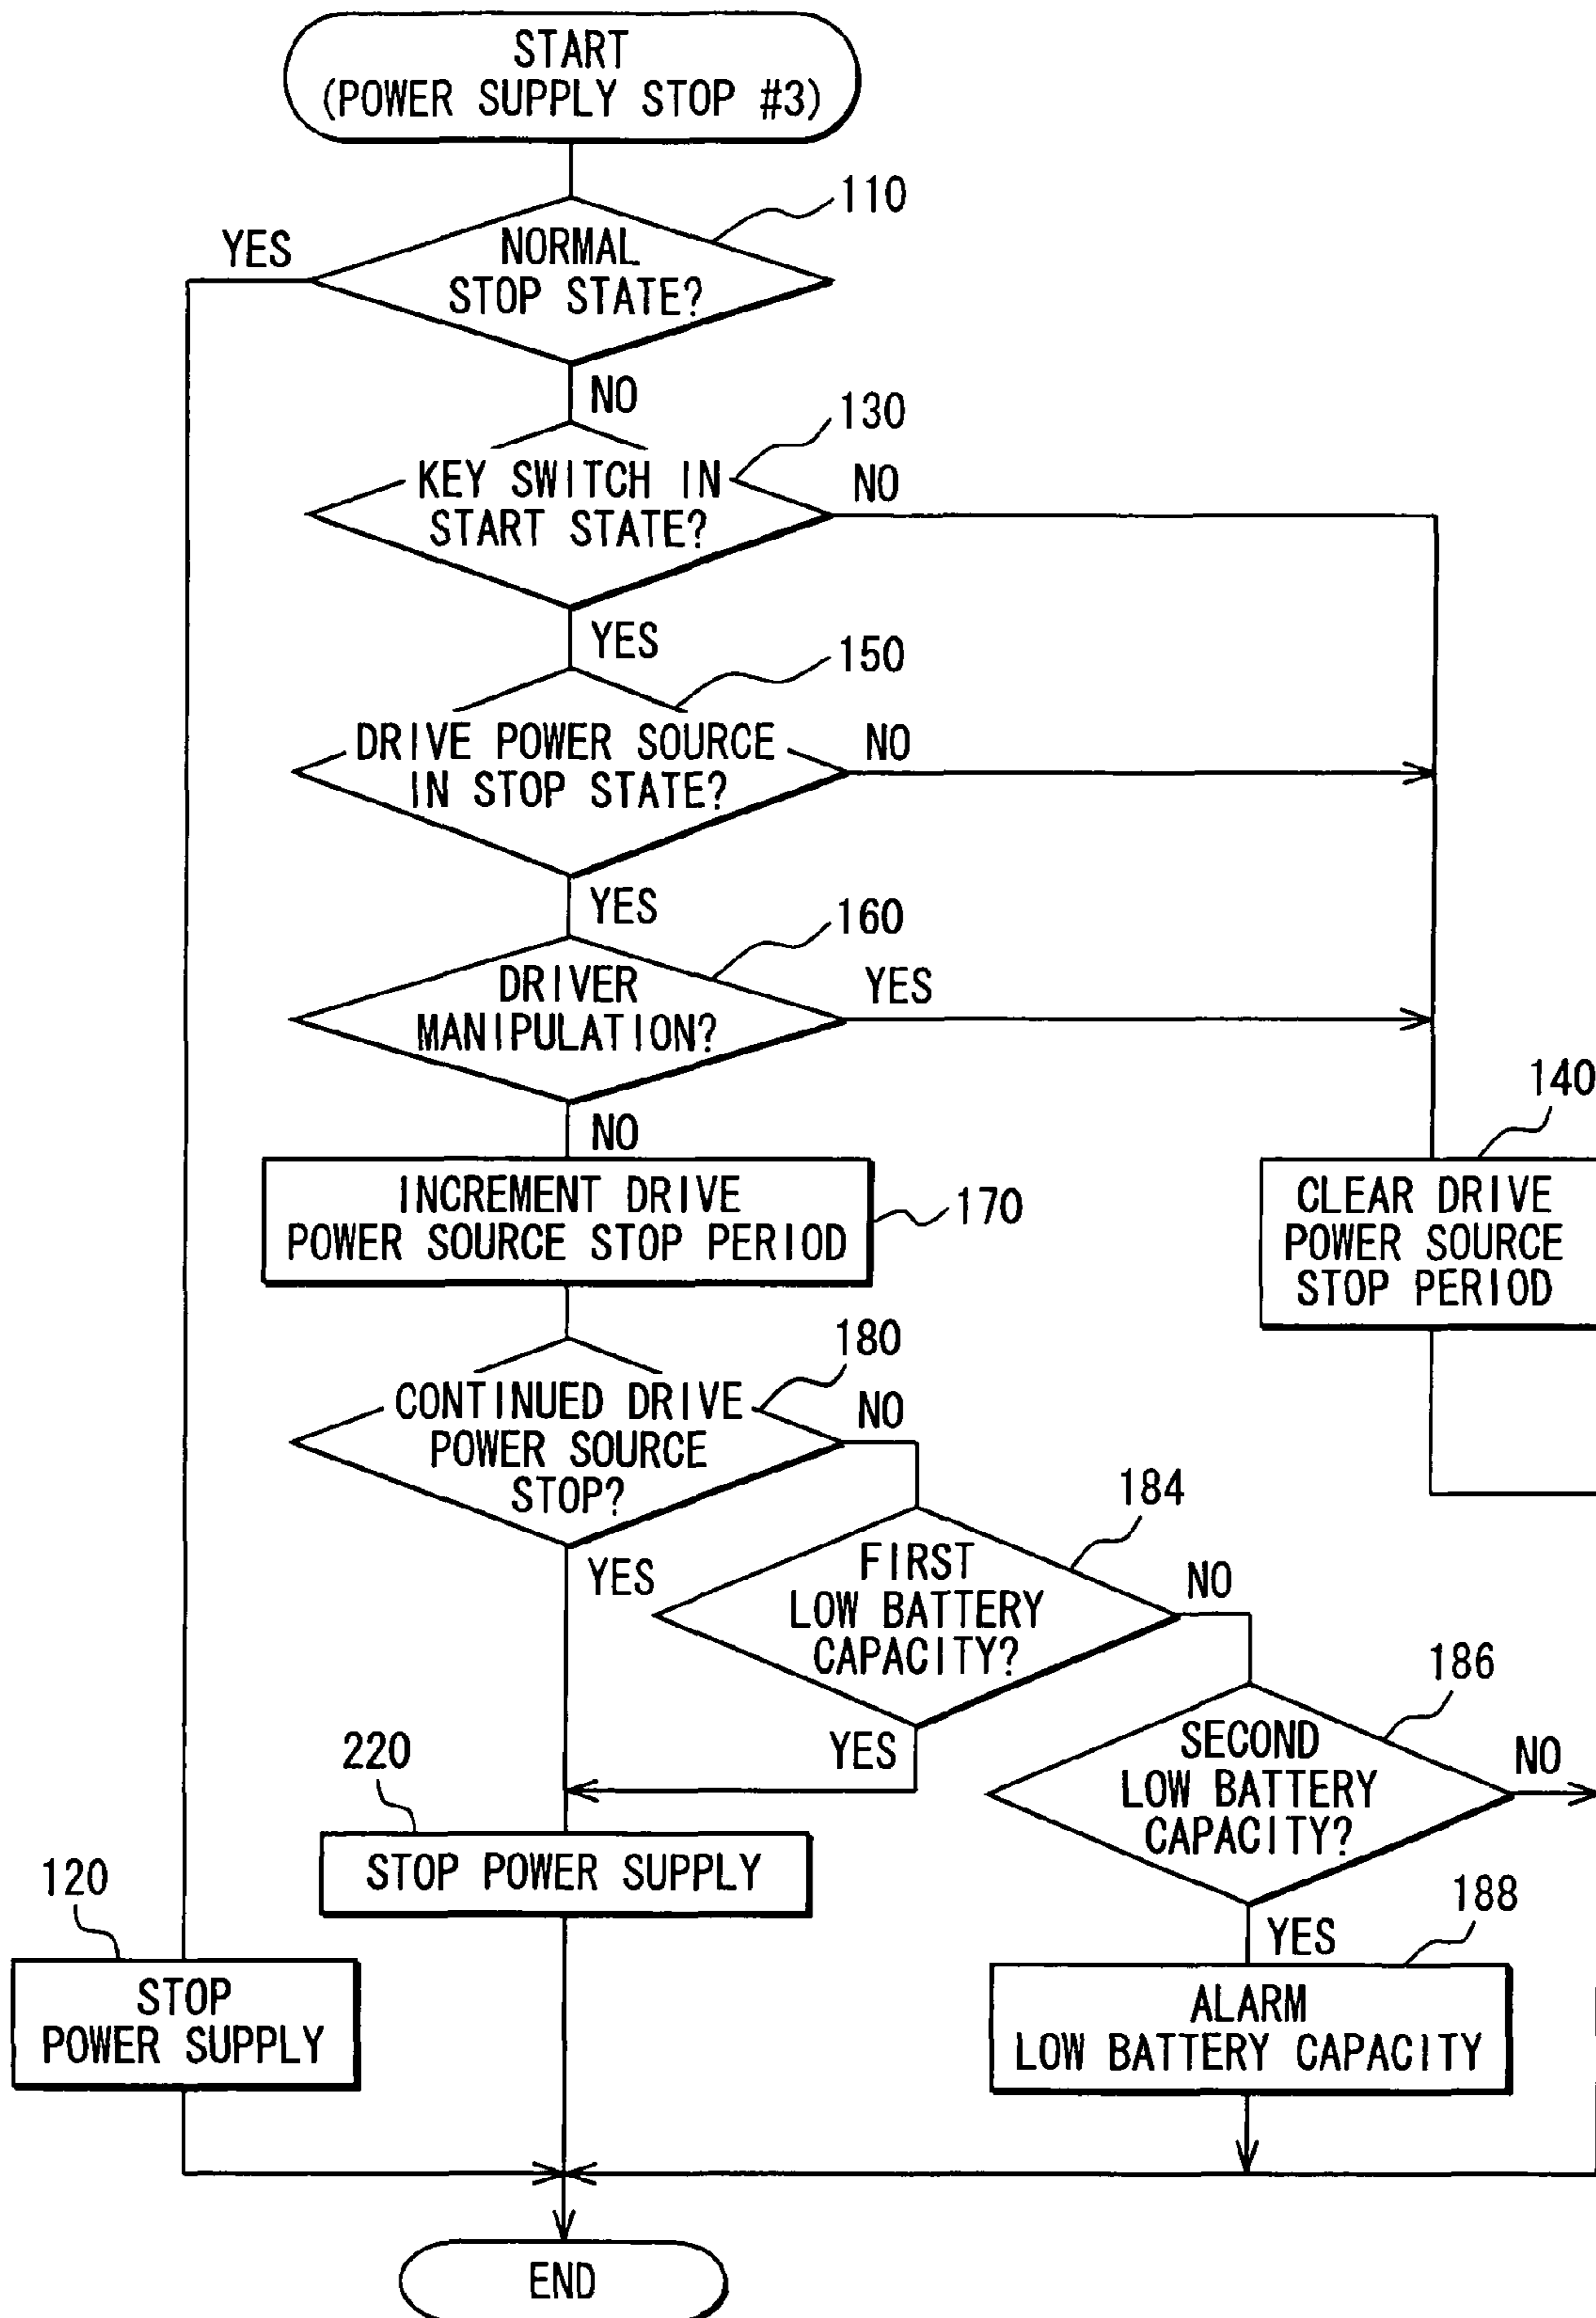 START
(POWER SUPPLY STOP #3)
110
YES
NORMAL
STOP STATE?
NO
130
KEY SWITCH IN
START STATE?
NO
YES
150
DRIVE POWER SOURCE
IN STOP STATE?
NO
YES
160
DRIVER
MANIPULATION?
YES
NO
140
INCREMENT DRIVE
POWER SOURCE STOP PERIOD
170
CLEAR DRIVE
POWER SOURCE
STOP PERIOD
180
CONTINUED DRIVE
POWER SOURCE
STOP?
NO
YES
184
FIRST
LOW BATTERY
CAPACITY?
NO
YES
186
SECOND
LOW BATTERY
CAPACITY?
NO
YES
220
STOP POWER SUPPLY
188
ALARM
LOW BATTERY CAPACITY
120
STOP
POWER SUPPLY
END